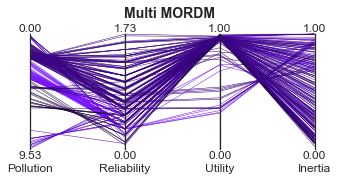 Multi MORDM
0.00 1.73 1.00 1.00
9.53 0.00 0.00 0.00
Pollution Reliability Utility Inertia